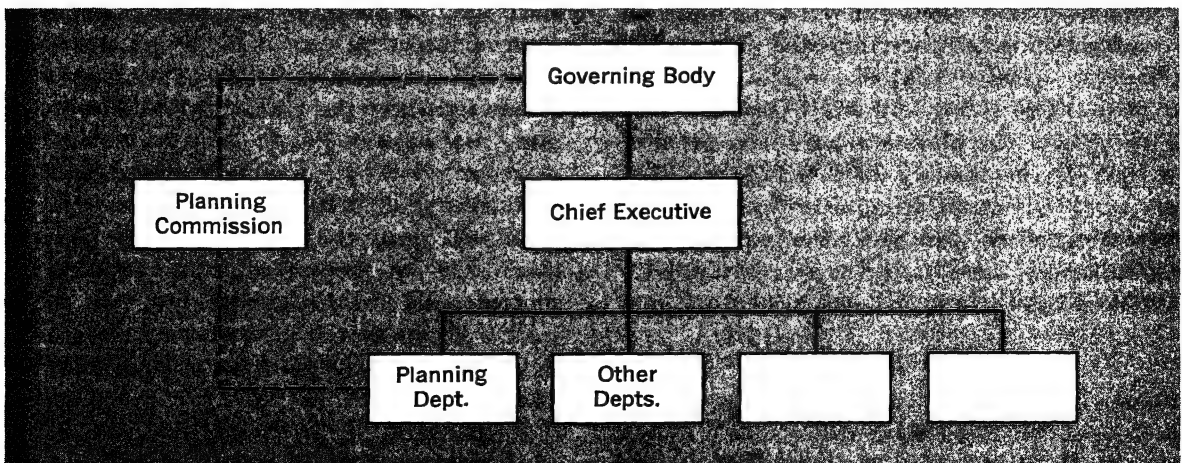 Governing Body
Planning
Commission
Chief Executive
Planning
Dept.
Other
Depts.